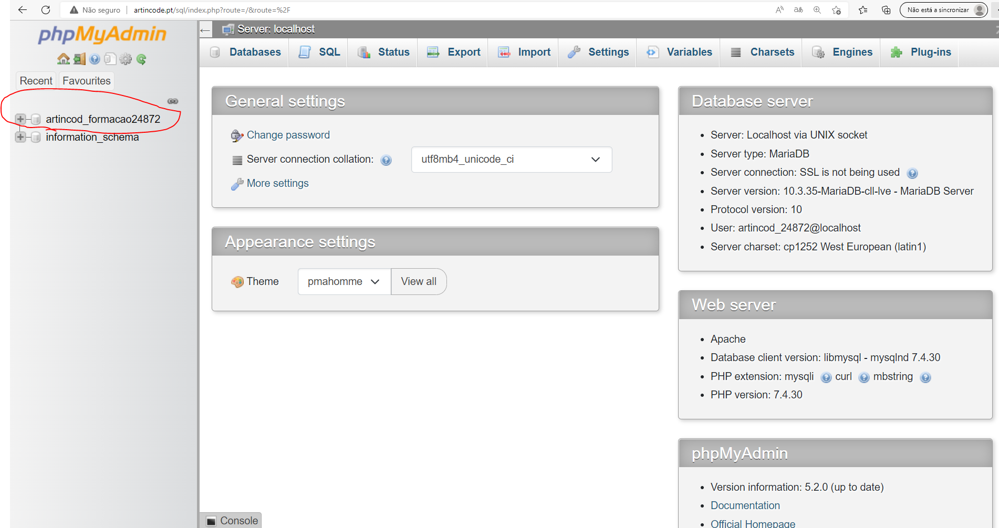 Não seguro
artincode.pt/sql/index.php?route=/&route=%2F
Não está a sincronizar
phpMyAdmin
Recent
Favourites
artincod_formacao24872
information_schema
Server: localhost
Databases
SQL
Status
Export
Import
Settings
Variables
Charsets
Engines
Plug-ins
General settings
Change password
Server connection collation:
utf8mb4_unicode_ci
More settings
Appearance settings
Theme
pmahomme
View all
Database server
Server: Localhost via UNIX socket
Server type: MariaDB
Server connection: SSL is not being used
Server version: 10.3.35-MariaDB-cll-lve - MariaDB Server
Protocol version: 10
User: artincod_24872@localhost
Server charset: cp1252 West European (latin1)
Web server
Apache
Database client version: libmysql - mysqlnd 7.4.30
PHP extension: mysqli curl mbstring
PHP version: 7.4.30
phpMyAdmin
Version information: 5.2.0 (up to date)
Documentation
Official Homepage
Console